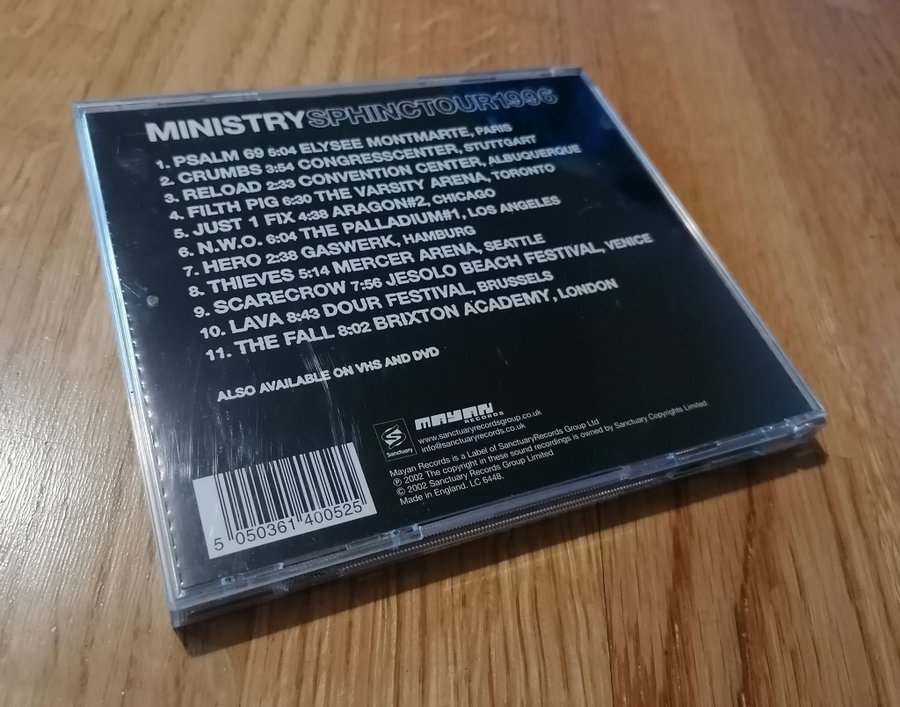 MINISTRYSPHINCTOUR1996
1. PSALM 69 5:04 ELYSEE MONTMARTE, PARIS
2. CRUMBS 3:54 CONGRESSCENTER, STUTTGART
3. RELOAD 2:33 CONVENTION CENTER, ALBUQUERQUE
4. FILTH PIG 6:30 THE VARSITY ARENA, TORONTO
5. JUST 1 FIX 4:38 ARAGON#2, CHICAGO
6. N.W.O. 6:04 THE PALLADIUM#1, LOS ANGELES
7. HERO 2:38 GASWERK, HAMBURG
8. THIEVES 5:14 MERCER ARENA, SEATTLE
9. SCARECROW 7:56 JESOLO BEACH FESTIVAL, VENICE
10. LAVA 8:43 DOUR FESTIVAL, BRUSSELS
11. THE FALL 8:02 BRIXTON ACADEMY , LONDON
ALSO AVAILABLE ON VHS AND DVD
Sanctuary
MAYAN
RECORDS
www.sanctuaryrecordsgroup.co.uk
info@sanctuaryrecords.co.uk
Mayan Records is a Label of SanctuaryRecords Group Ltd
℗ 2002 The copyright in these sound recordings is owned by Sanctuary Copyrights Limited
© 2002 Sanctuary Records Group Limited
Made in England. LC 6448.
5 050361 400525